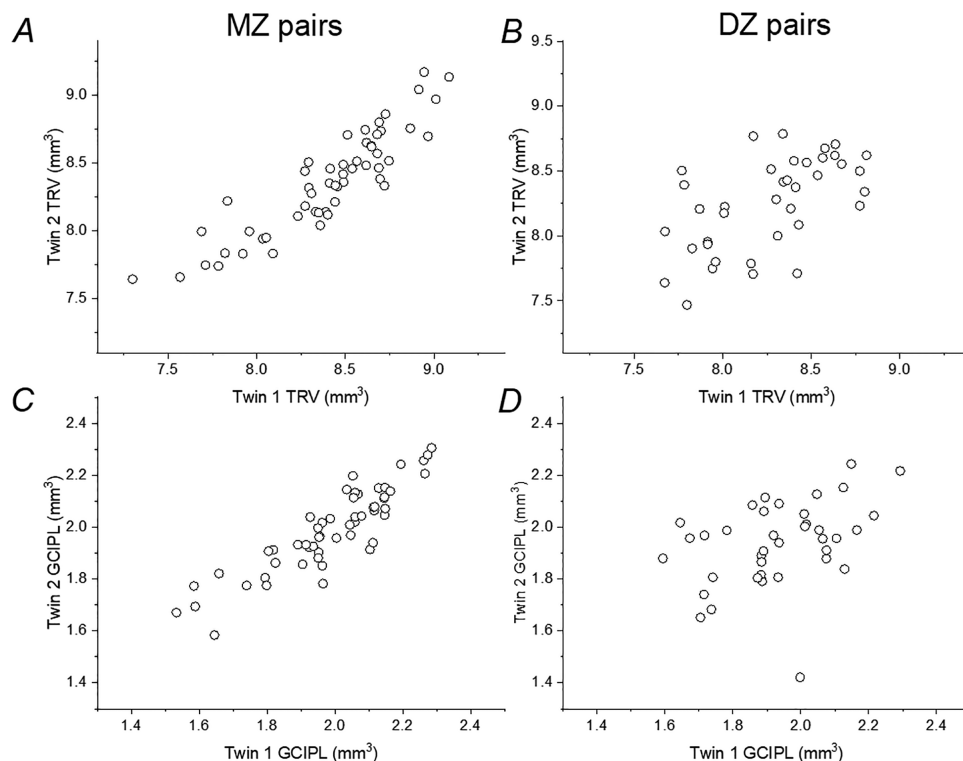 A MZ pairs B DZ pairs
9.0
8.5
8.0
7.5
Twin 2 TRV (mm³)
7.5 8.0 8.5 9.0
Twin 1 TRV (mm³)
9.5
9.0
8.5
8.0
7.5
Twin 2 TRV (mm³)
7.5 8.0 8.5 9.0
Twin 1 TRV (mm³)
C
2.4
2.2
2.0
1.8
1.6
1.4
Twin 2 GCIPL (mm³)
1.4 1.6 1.8 2.0 2.2 2.4
Twin 1 GCIPL (mm³)
D
2.4
2.2
2.0
1.8
1.6
1.4
Twin 2 GCIPL (mm³)
1.4 1.6 1.8 2.0 2.2 2.4
Twin 1 GCIPL (mm³)